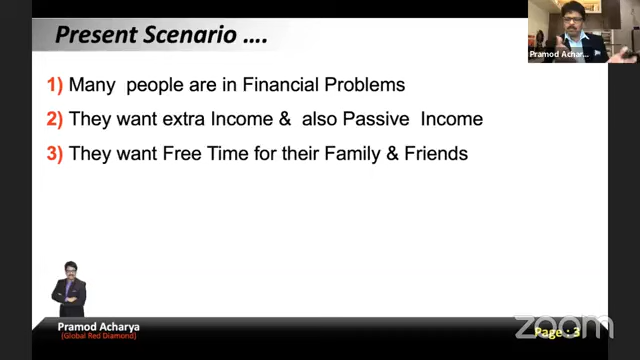 Present Scenario ....
Pramod Achar...
1) Many people are in Financial Problems
2) They want extra Income & also Passive Income
3) They want Free Time for their Family & Friends
Pramod Acharya
(Global Red Diamond)
zoom
Page : 3